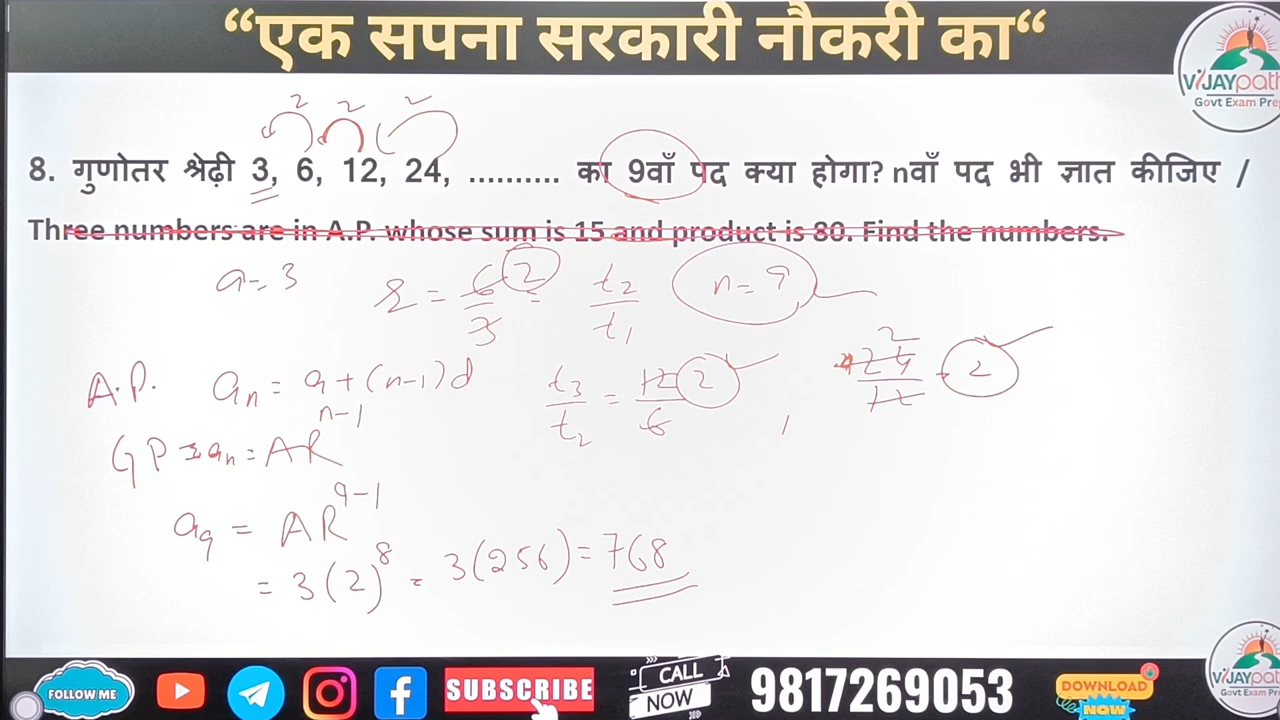 “एक सपना सरकारी नौकरी का“
VIJAYpath
Govt Exam Prep
2 2 2
8. गुणोतर श्रेढ़ी 3, 6, 12, 24, .......... का 9वाँ पद क्या होगा? nवाँ पद भी ज्ञात कीजिए /
Three numbers are in A.P. whose sum is 15 and product is 80. Find the numbers.
a = 3
r = 6/3 = 2 t₂/t₁
n = 9
A.P. aₙ = a + (n-1)d
t₃/t₂ = 12/6 2
24/12 = 2
GP aₙ = AR^(n-1)
a₉ = AR^(9-1)
= 3(2)^8 = 3(256) = 768
FOLLOW ME
SUBSCRIBE
CALL NOW
9817269053
DOWNLOAD NOW
VIJAYpath
Govt Exam Prep